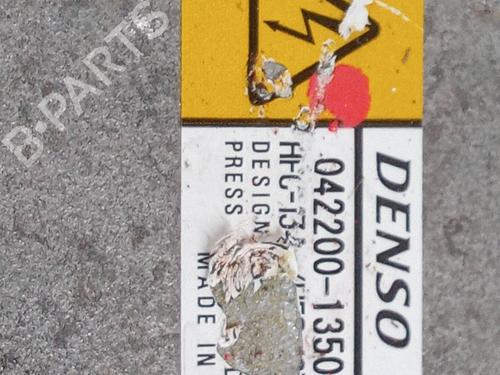 B-PARTS
DENSO
042200-1350
HFC-134
DESIGN
PRESS
MADE IN